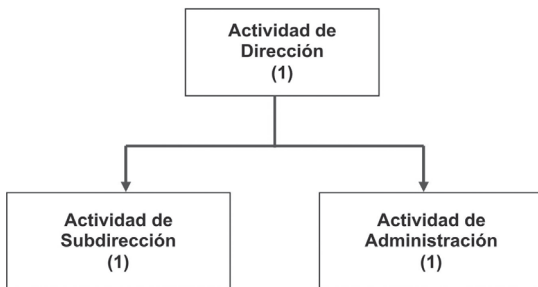 Actividad de
Dirección
(1)
Actividad de
Subdirección
(1)
Actividad de
Administración
(1)